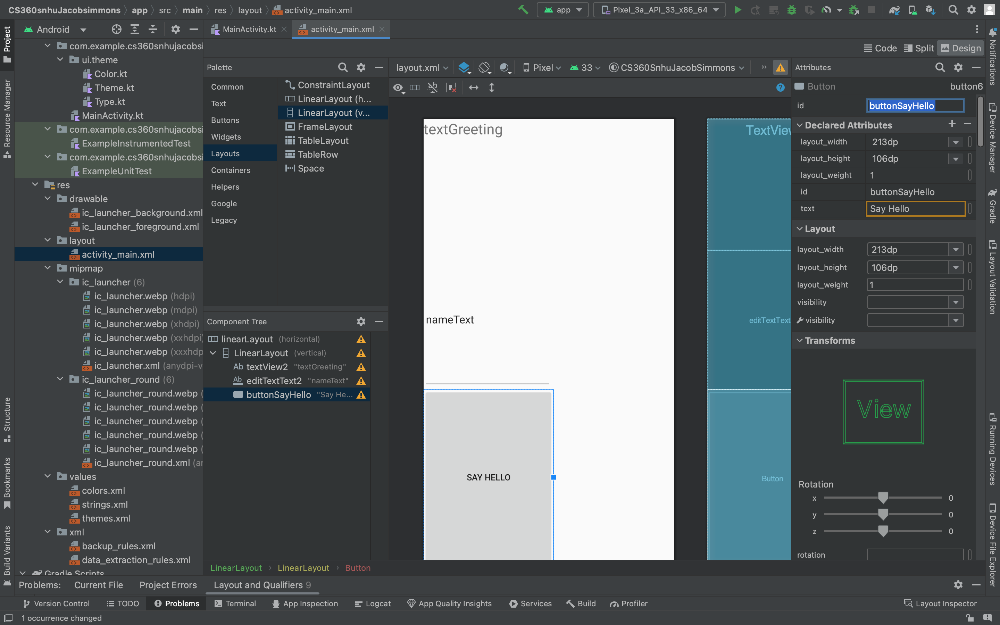 CS360snhuJacobsimmons app src main res layout activity_main.xml
app Pixel_3a_API_33_x86_64
Project
Android
MainActivity.kt activity_main.xml
Code Split Design
com.example.cs360snhujacobsi
ui.theme
Color.kt
Theme.kt
Type.kt
MainActivity.kt
com.example.cs360snhujacobsi
ExampleInstrumentedTest
com.example.cs360snhujacobsi
ExampleUnitTest
res
drawable
ic_launcher_background.xml
ic_launcher_foreground.xml
layout
activity_main.xml
mipmap
ic_launcher (6)
ic_launcher.webp (hdpi)
ic_launcher.webp (mdpi)
ic_launcher.webp (xhdpi)
ic_launcher.webp (xxhdpi)
ic_launcher.webp (xxxhdp
ic_launcher.xml (anydpi-v
ic_launcher_round (6)
ic_launcher_round.webp (
ic_launcher_round.webp (
ic_launcher_round.webp (
ic_launcher_round.webp (
ic_launcher_round.webp (
ic_launcher_round.xml (ar
values
colors.xml
strings.xml
themes.xml
xml
backup_rules.xml
data_extraction_rules.xml
Gradle Scripts
Resource Manager
Structure
Bookmarks
Build Variants
Palette
Common
Text
Buttons
Widgets
Layouts
Containers
Helpers
Google
Legacy
ConstraintLayout
LinearLayout (h...
LinearLayout (v...
FrameLayout
TableLayout
TableRow
Space
Component Tree
linearLayout (horizontal)
LinearLayout (vertical)
Ab textView2 "textGreeting"
Ab editTextText2 "nameText"
buttonSayHello "Say He...
layout.xml Pixel 33 CS360SnhuJacobSimmons
textGreeting
nameText
SAY HELLO
TextView
editTextText
Button
LinearLayout LinearLayout Button
Attributes
Button button6
id buttonSayHello
Declared Attributes
layout_width 213dp
layout_height 106dp
layout_weight 1
id buttonSayHello
text Say Hello
Layout
layout_width 213dp
layout_height 106dp
layout_weight 1
visibility
visibility
Transforms
View
Rotation
x 0
y 0
z 0
rotation
Notifications
Device Manager
Gradle
Layout Validation
Running Devices
Device File Explorer
Problems: Current File Project Errors Layout and Qualifiers 9
Version Control TODO Problems Terminal App Inspection Logcat App Quality Insights Services Build Profiler Layout Inspector
1 occurrence changed